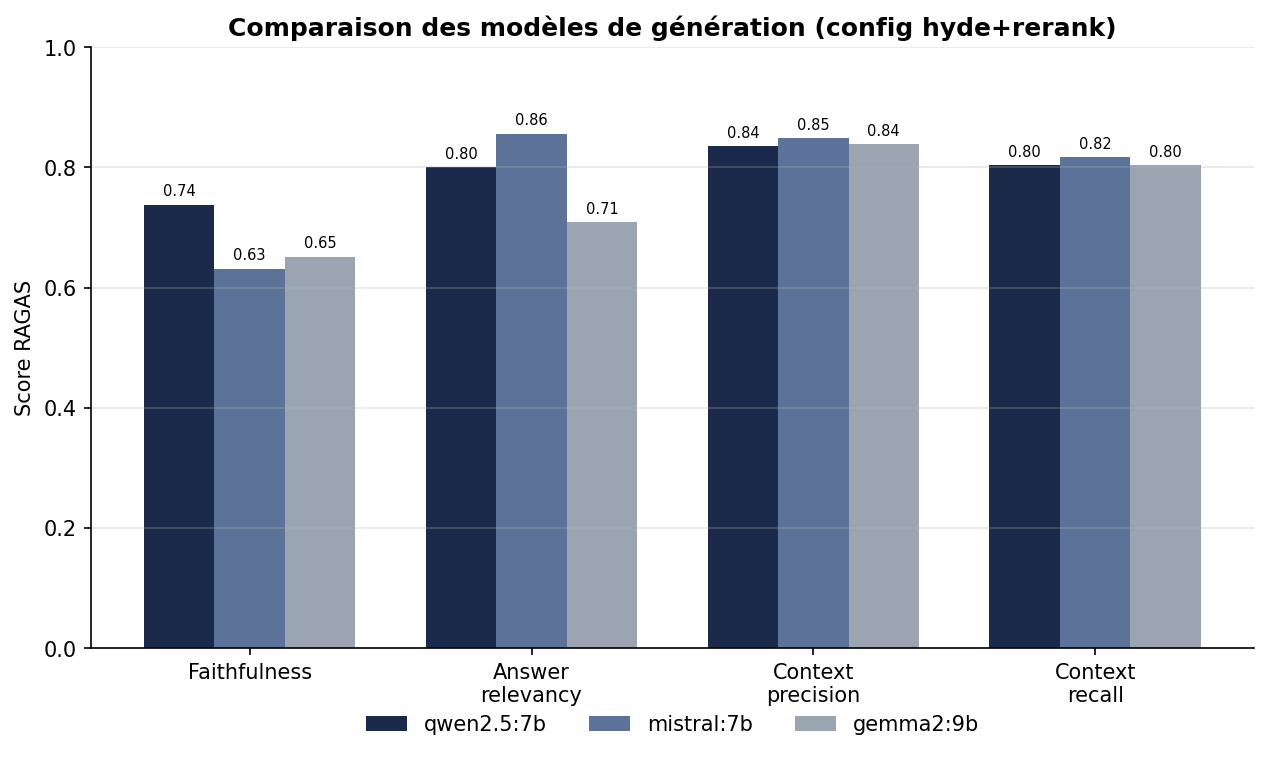 Comparaison des modèles de génération (config hyde+rerank)
Score RAGAS
1.0
0.8
0.6
0.4
0.2
0.0
0.74
0.63
0.65
0.80
0.86
0.71
0.84
0.85
0.84
0.80
0.82
0.80
Faithfulness
Answer
relevancy
Context
precision
Context
recall
qwen2.5:7b
mistral:7b
gemma2:9b